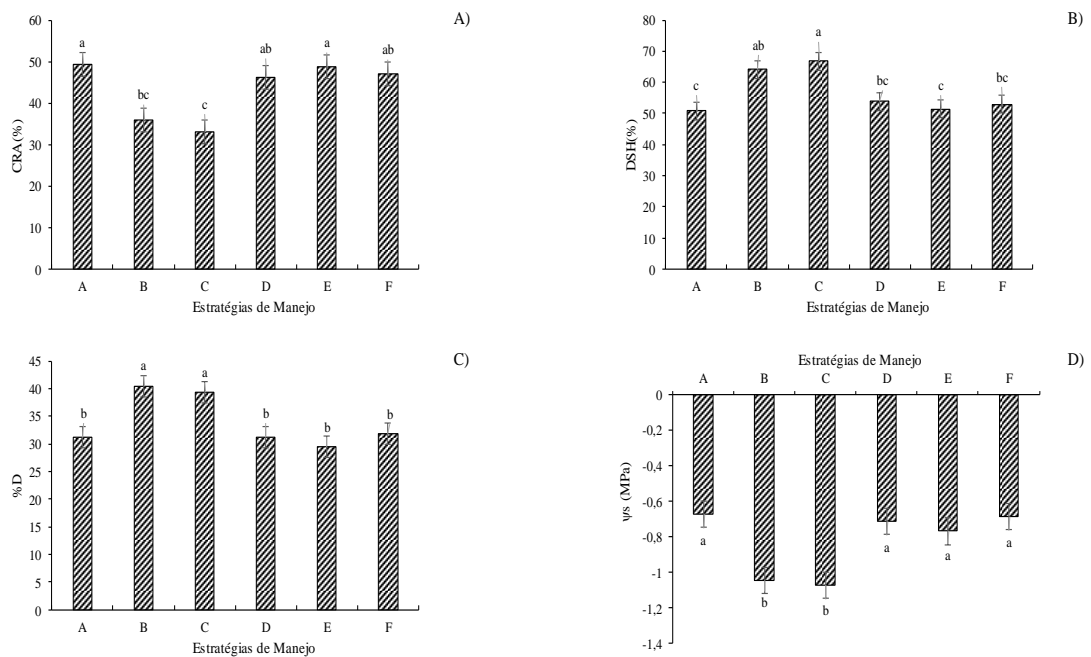 A)
60
50
40
30
20
10
0
CRA (%)
a
bc
c
ab
a
ab
A B C D E F
Estratégias de Manejo
B)
80
70
60
50
40
30
20
10
0
DSH(%)
c
ab
a
bc
c
bc
A B C D E F
Estratégias de Manejo
C)
45
40
35
30
25
20
15
10
5
0
%D
b
a
a
b
b
b
A B C D E F
Estratégias de Manejo
D)
Estratégias de Manejo
A B C D E F
0
-0,2
-0,4
-0,6
-0,8
-1
-1,2
-1,4
ψs (MPa)
a
b
b
a
a
a